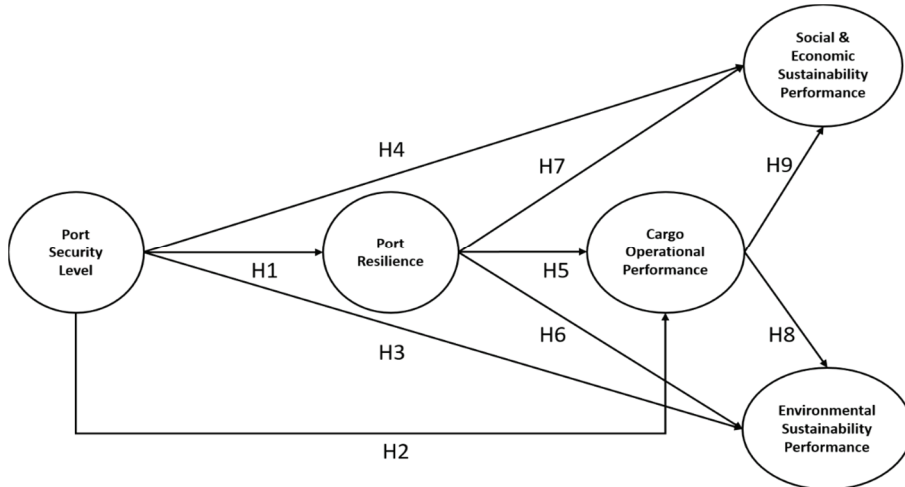 Social &
Economic
Sustainability
Performance
H4
H7
H9
Port
Security
Level
Port
Resilience
Cargo
Operational
Performance
H1
H5
H3
H6
H8
Environmental
Sustainability
Performance
H2